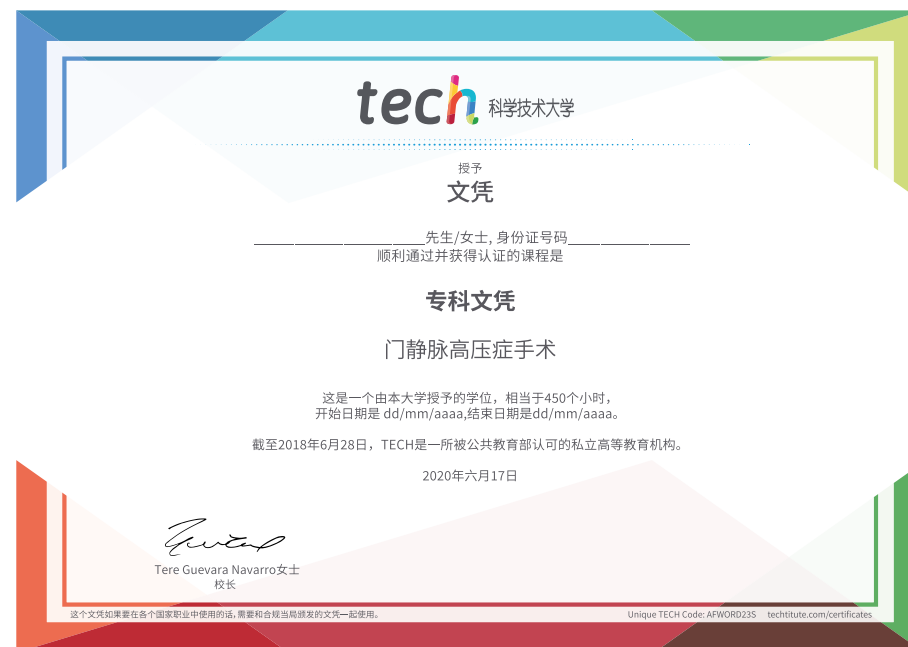 tech 科学技术大学
授予
文凭
先生/女士, 身份证号码
顺利通过并获得认证的课程是
专科文凭
门静脉高压症手术
这是一个由本大学授予的学位，相当于450个小时，
开始日期是 dd/mm/aaaa,结束日期是dd/mm/aaaa。
截至2018年6月28日，TECH是一所被公共教育部认可的私立高等教育机构。
2020年六月17日
Tere Guevara Navarro女士
校长
这个文凭如果要在各个国家职业中使用的话,需要和合规当局颁发的文凭一起使用。
Unique TECH Code: AFWORD23S techtitute.com/certificates